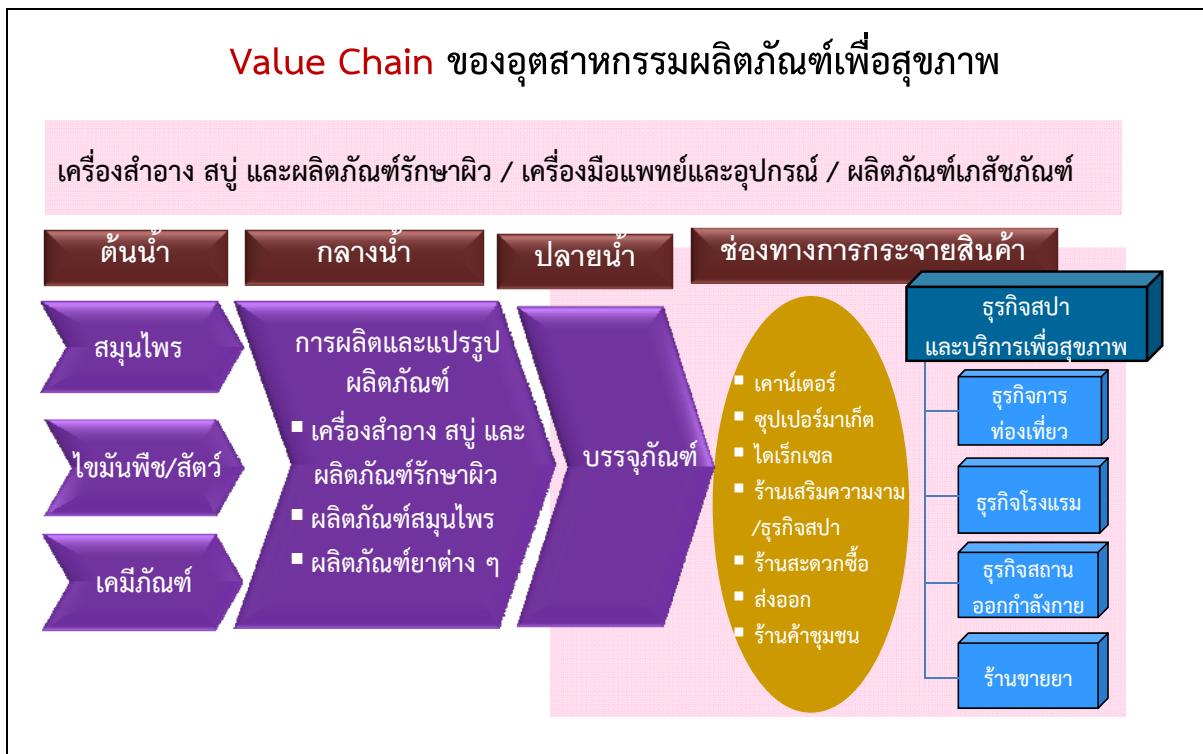 Value Chain ของอุตสาหกรรมผลิตภัณฑ์เพื่อสุขภาพ
เครื่องสำอาง สบู่ และผลิตภัณฑ์รักษาผิว / เครื่องมือแพทย์และอุปกรณ์ / ผลิตภัณฑ์เภสัชภัณฑ์
ต้นน้ำ
กลางน้ำ
ปลายน้ำ
ช่องทางการกระจายสินค้า
สมุนไพร
ไขมันพืช/สัตว์
เคมีภัณฑ์
การผลิตและแปรรูป
ผลิตภัณฑ์
▪ เครื่องสำอาง สบู่ และ
ผลิตภัณฑ์รักษาผิว
▪ ผลิตภัณฑ์สมุนไพร
▪ ผลิตภัณฑ์ยาต่าง ๆ
บรรจุภัณฑ์
▪ เคาน์เตอร์
▪ ซุปเปอร์มาเก็ต
▪ ไดเร็กเซล
▪ ร้านเสริมความงาม
/ธุรกิจสปา
▪ ร้านสะดวกซื้อ
▪ ส่งออก
▪ ร้านค้าชุมชน
ธุรกิจสปา
และบริการเพื่อสุขภาพ
ธุรกิจการ
ท่องเที่ยว
ธุรกิจโรงแรม
ธุรกิจสถาน
ออกกำลังกาย
ร้านขายยา